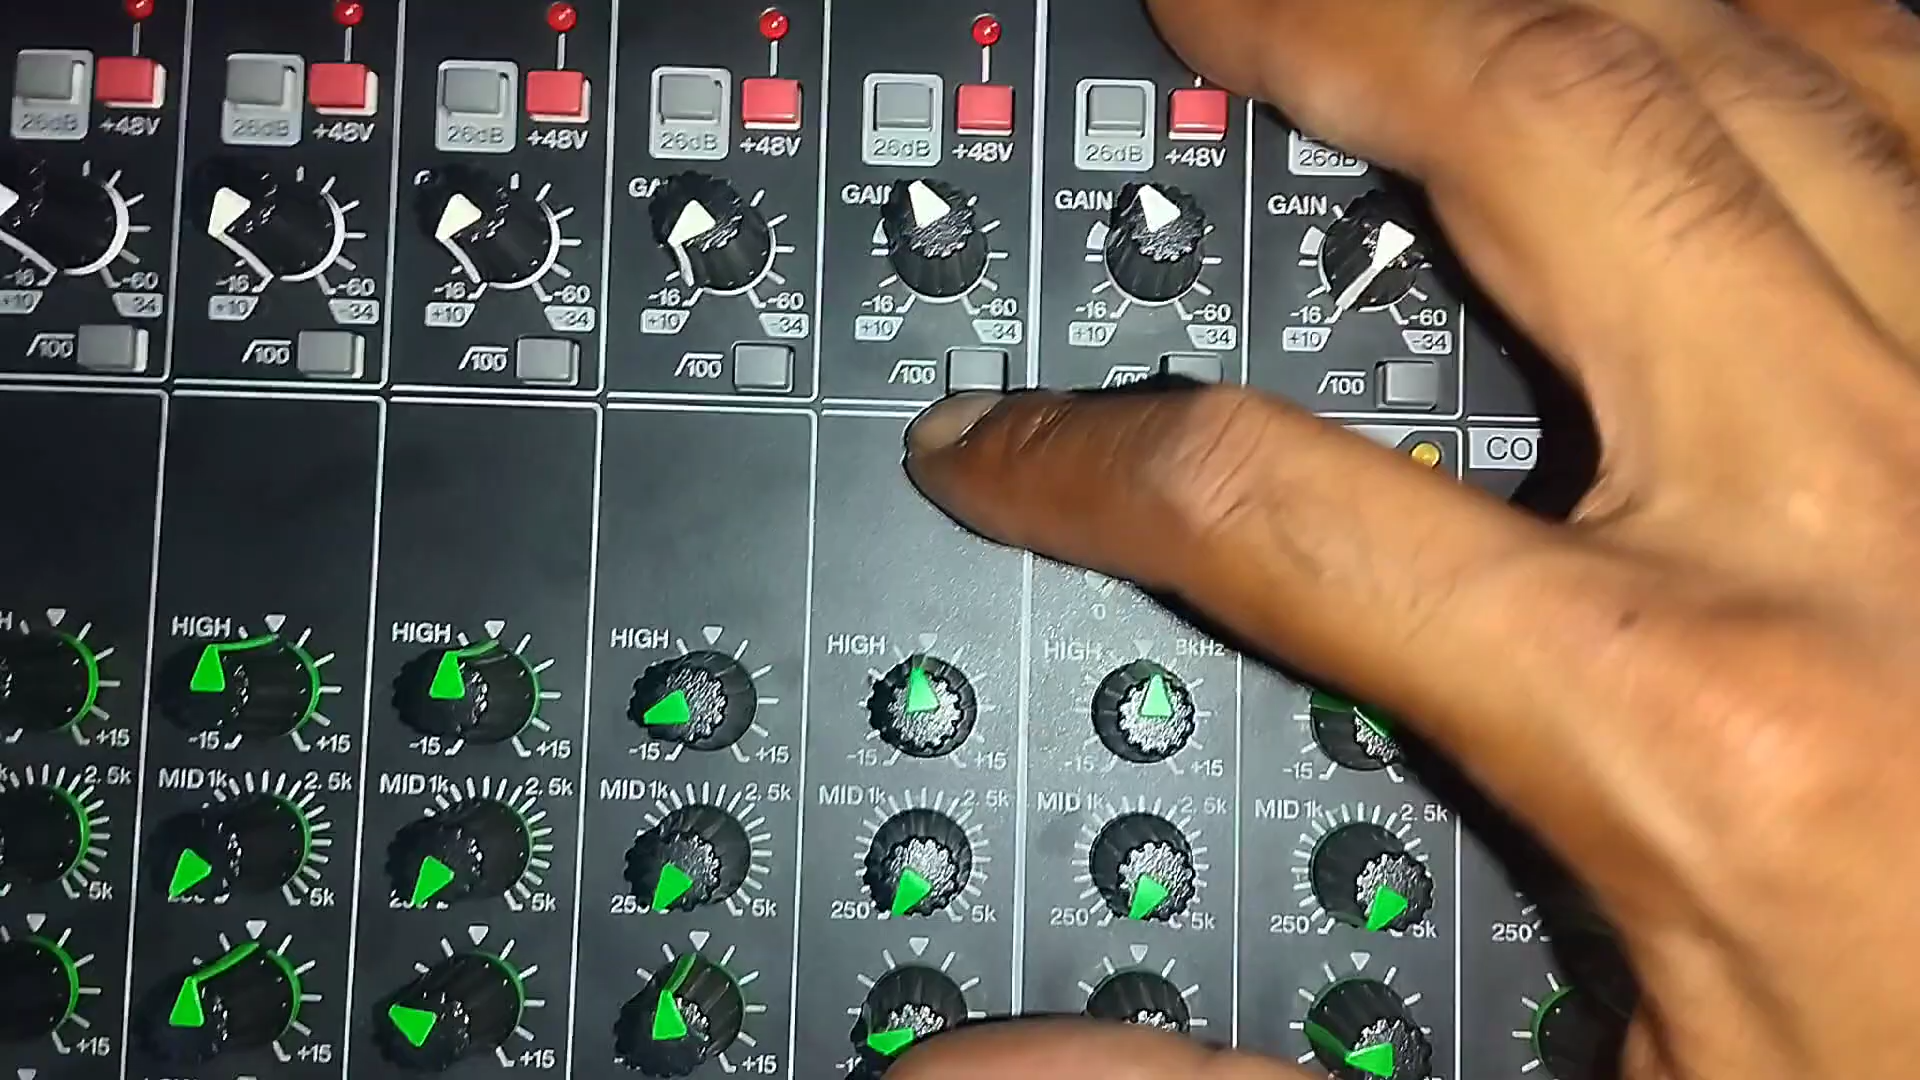 26dB +48V 26dB +48V 26dB +48V 26dB +48V 26dB +48V 26dB +48V 26dB
GAIN GAIN GAIN
-16 -60 -16 -60 -16 -60 -16 -60 -16 -60 -16 -60 -16 -60
+10 -34 +10 -34 +10 -34 +10 -34 +10 -34 +10 -34 +10 -34
/100 /100 /100 /100 /100 /100 /100
CO
0
HIGH HIGH HIGH HIGH HIGH 8kHz
+15 -15 +15 -15 +15 -15 +15 -15 +15 -15 +15 -15
2.5k MID 1k 2.5k MID 1k 2.5k MID 1k 2.5k MID 1k 2.5k MID 1k 2.5k MID 1k 2.5k
5k 5k 5k 5k 250 5k 250 5k 250 5k 250
+15 +15 +15 +15